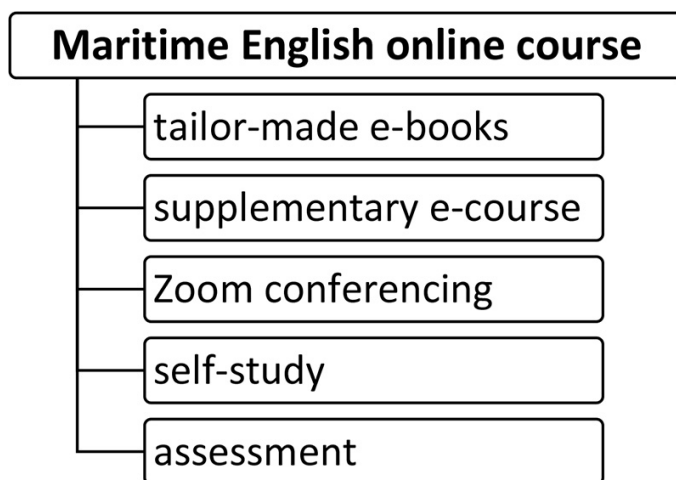 Maritime English online course
tailor-made e-books
supplementary e-course
Zoom conferencing
self-study
assessment